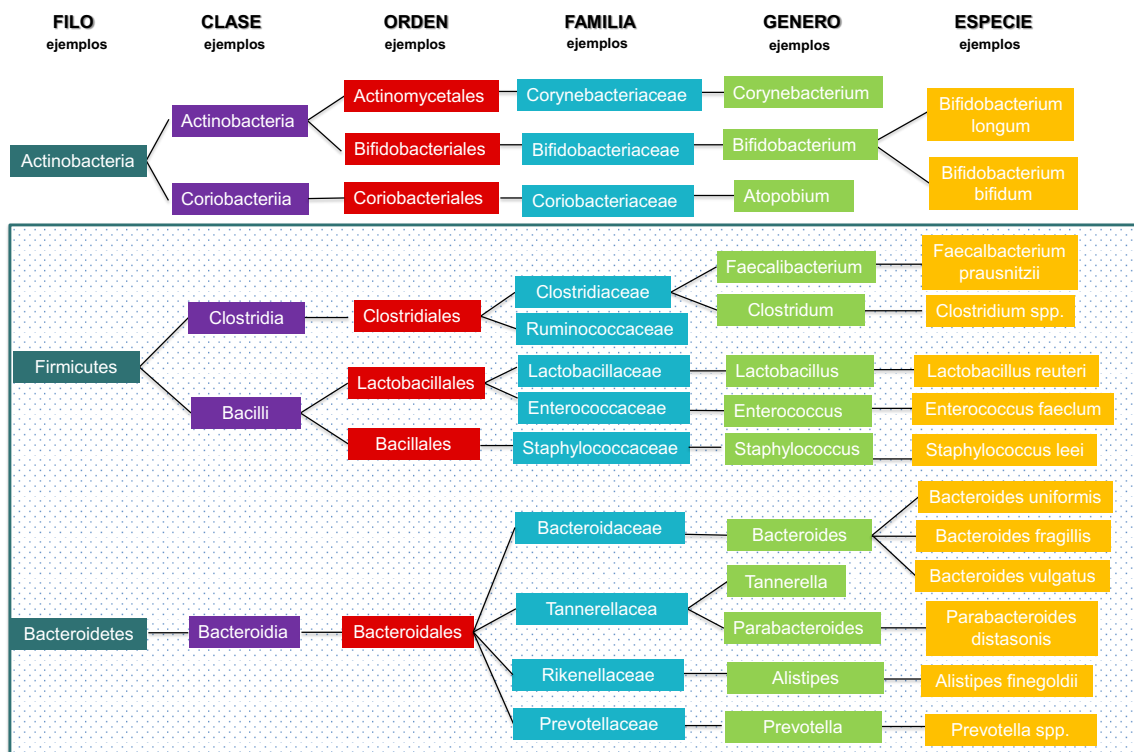 FILO
ejemplos
CLASE
ejemplos
ORDEN
ejemplos
FAMILIA
ejemplos
GENERO
ejemplos
ESPECIE
ejemplos
Actinobacteria
Actinobacteria
Coriobacteriia
Actinomycetales
Bifidobacteriales
Coriobacteriales
Corynebacteriaceae
Bifidobacteriaceae
Coriobacteriaceae
Corynebacterium
Bifidobacterium
Atopobium
Bifidobacterium
longum
Bifidobacterium
bifidum
Firmicutes
Clostridia
Bacilli
Clostridiales
Lactobacillales
Bacillales
Clostridiaceae
Ruminococcaceae
Lactobacillaceae
Enterococcaceae
Staphylococcaceae
Faecalibacterium
Clostridum
Lactobacillus
Enterococcus
Staphylococcus
Faecalbacterium
prausnitzii
Clostridium spp.
Lactobacillus reuteri
Enterococcus faeclum
Staphylococcus leei
Bacteroidetes
Bacteroidia
Bacteroidales
Bacteroidaceae
Tannerellacea
Rikenellaceae
Prevotellaceae
Bacteroides
Tannerella
Parabacteroides
Alistipes
Prevotella
Bacteroides uniformis
Bacteroides fragillis
Bacteroides vulgatus
Parabacteroides
distasonis
Alistipes finegoldii
Prevotella spp.